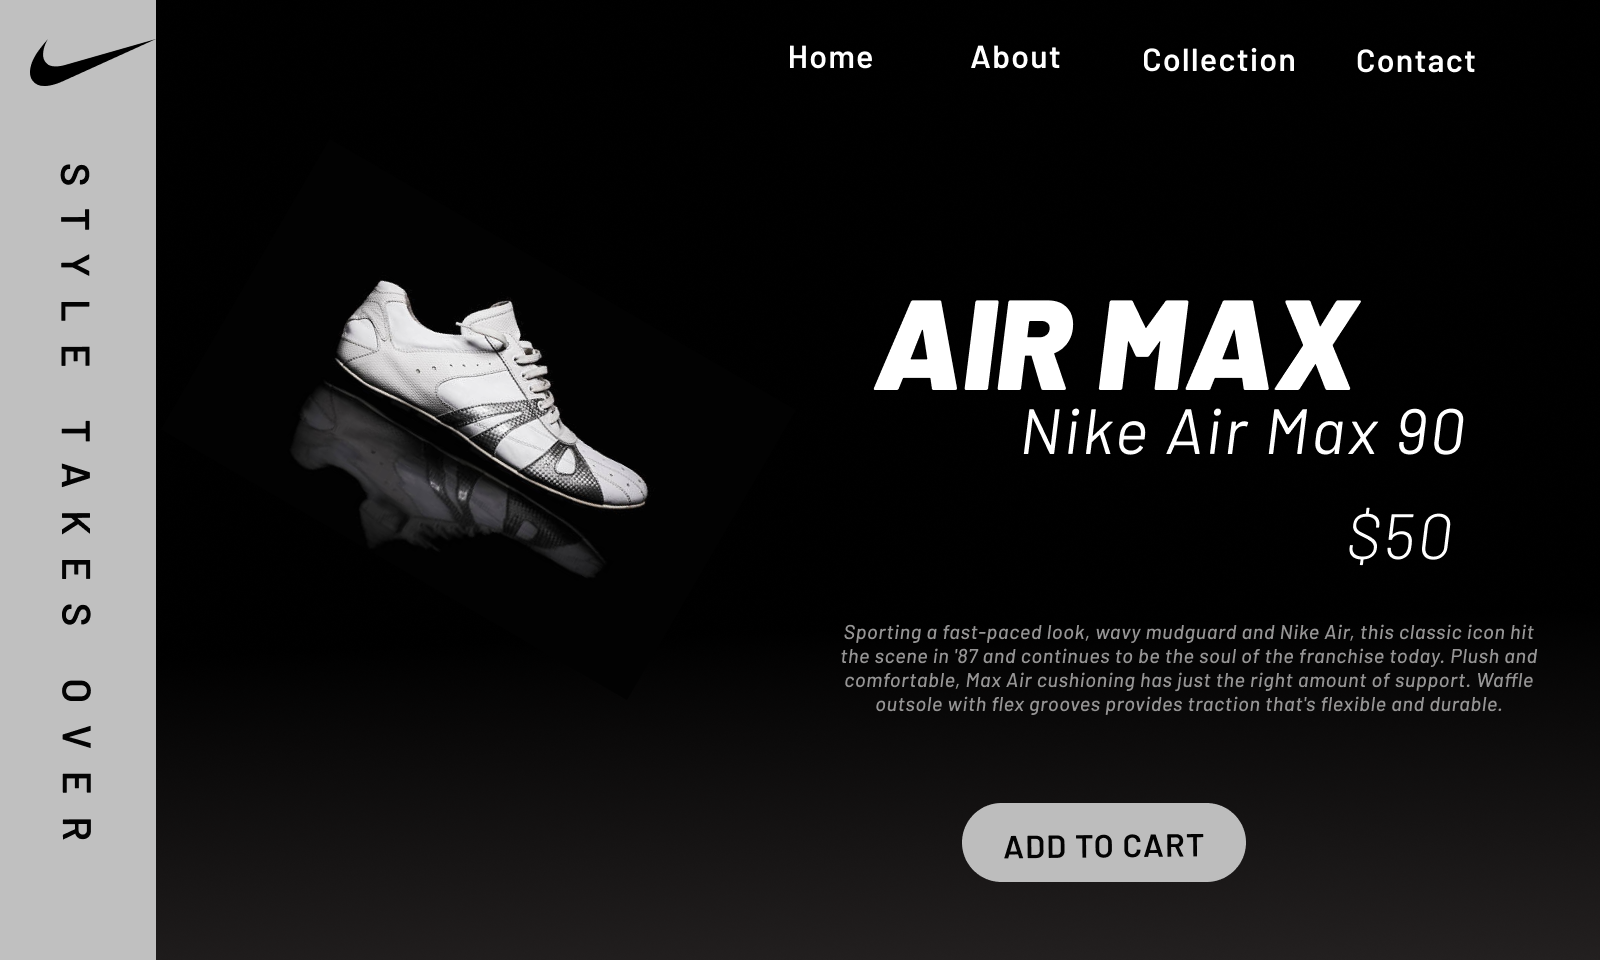 Home About Collection Contact
STYLE TAKES OVER
AIR MAX
Nike Air Max 90
$50
Sporting a fast-paced look, wavy mudguard and Nike Air, this classic icon hit
the scene in '87 and continues to be the soul of the franchise today. Plush and
comfortable, Max Air cushioning has just the right amount of support. Waffle
outsole with flex grooves provides traction that's flexible and durable.
ADD TO CART